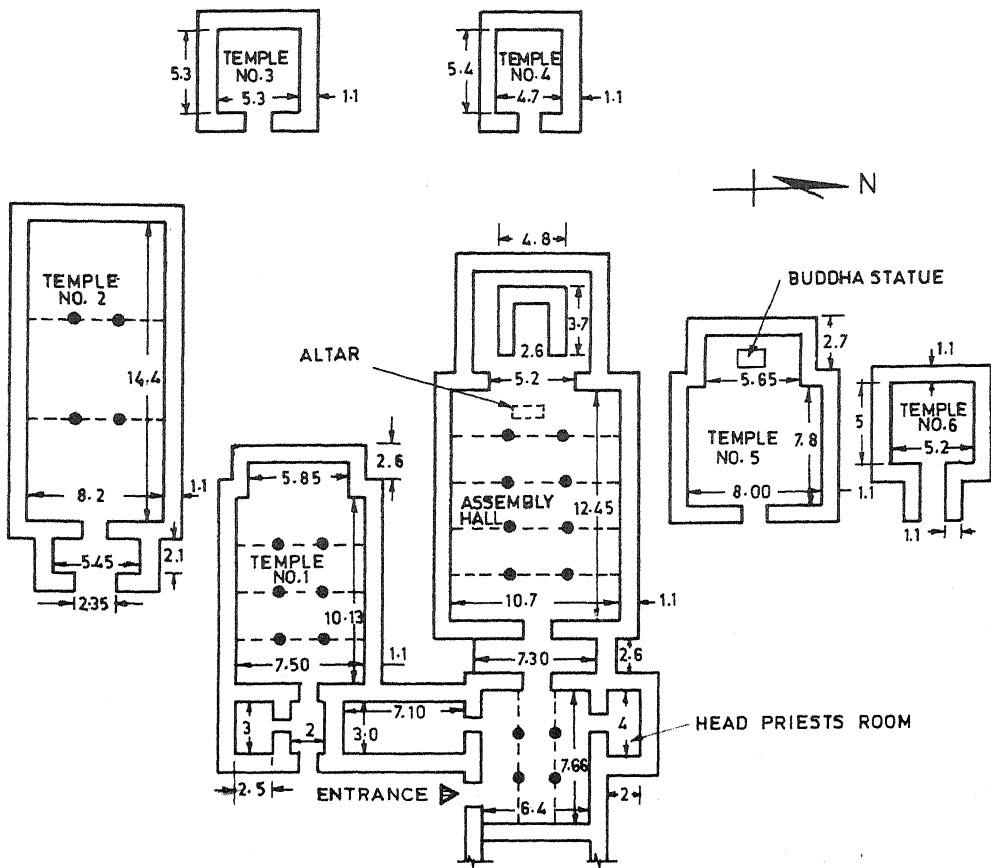 TEMPLE
NO.3
5.3
5.3
1.1
TEMPLE
NO.4
5.4
4.7
1.1
N
TEMPLE
NO. 2
14.4
8.2
1.1
5.45
2.1
2.35
4.8
3.7
2.6
ALTAR
5.2
ASSEMBLY
HALL
12.45
10.7
1.1
7.30
2.6
BUDDHA STATUE
2.7
5.65
TEMPLE
NO. 5
7.8
8.00
1.1
1.1
5
TEMPLE
NO.6
5.2
1.1
2.6
5.85
TEMPLE
NO.1
10.13
7.50
1.1
3
2
7.10
3.0
2.5
4
HEAD PRIESTS ROOM
7.66
ENTRANCE
6.4
2